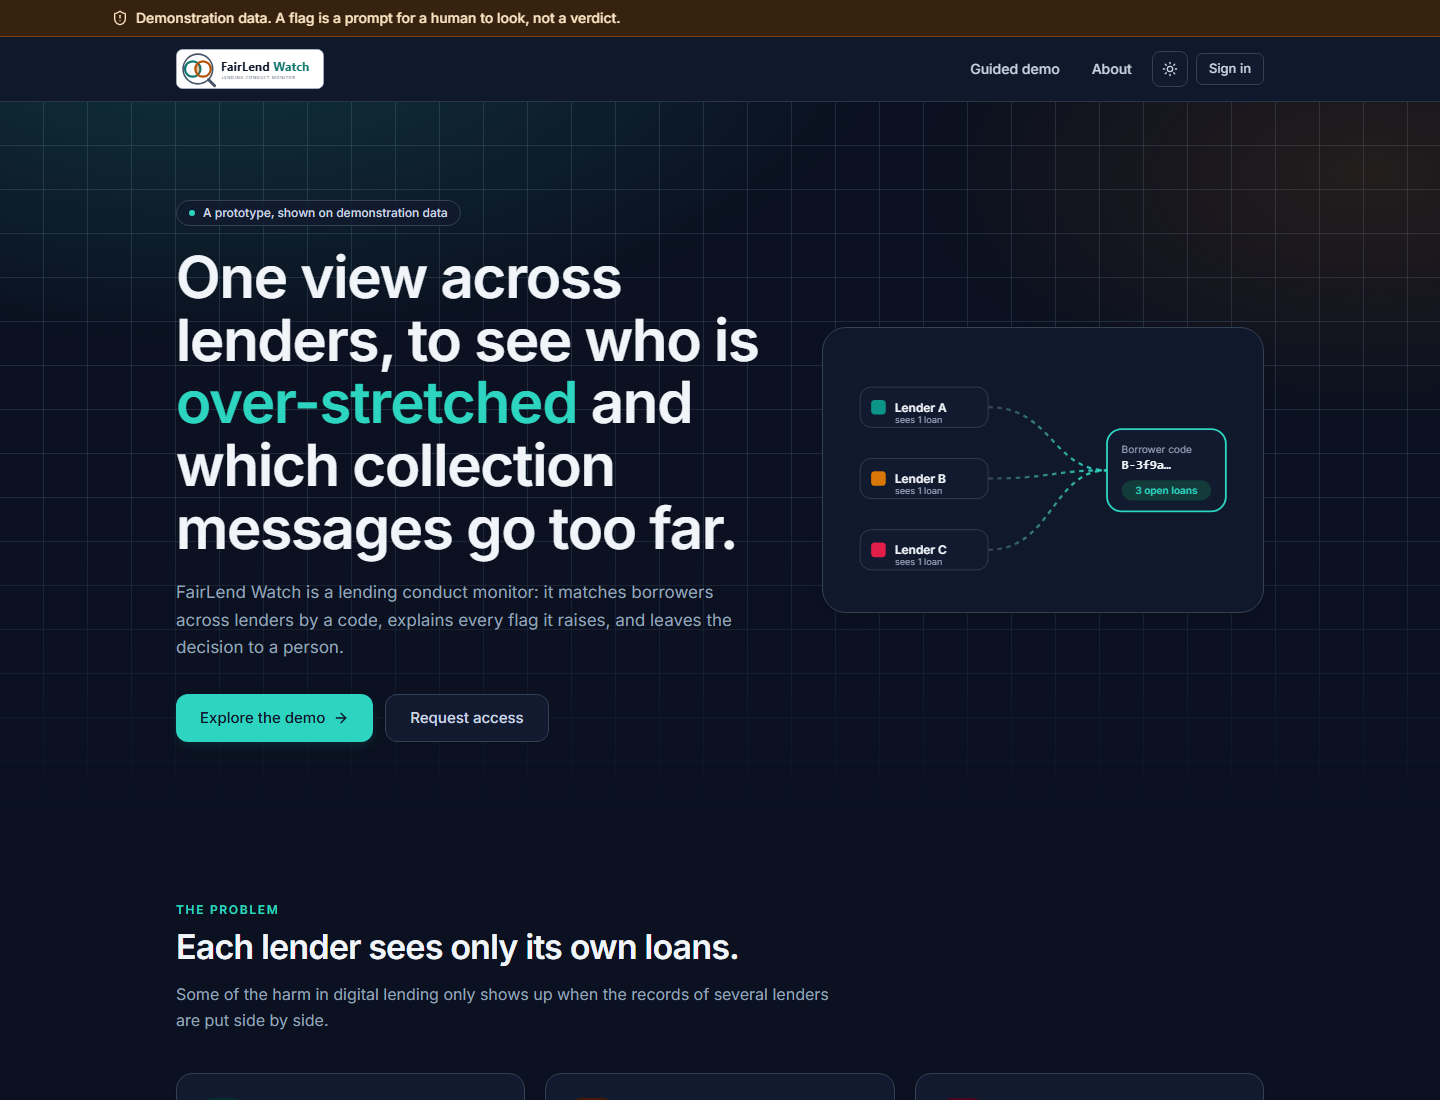 Demonstration data. A flag is a prompt for a human to look, not a verdict.
FairLend Watch
LENDING CONDUCT MONITOR
Guided demo
About
Sign in
A prototype, shown on demonstration data
One view across
lenders, to see who is
over-stretched and
which collection
messages go too far.
FairLend Watch is a lending conduct monitor: it matches borrowers
across lenders by a code, explains every flag it raises, and leaves the
decision to a person.
Explore the demo →
Request access
Lender A
sees 1 loan
Lender B
sees 1 loan
Lender C
sees 1 loan
Borrower code
B-3f9a…
3 open loans
THE PROBLEM
Each lender sees only its own loans.
Some of the harm in digital lending only shows up when the records of several lenders
are put side by side.